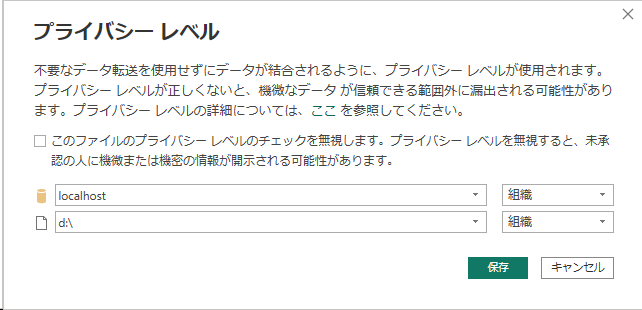 プライバシー レベル
不要なデータ転送を使用せずにデータが結合されるように、プライバシー レベルが使用されます。
プライバシー レベルが正しくないと、機微なデータ が信頼できる範囲外に漏出される可能性があり
ます。プライバシー レベルの詳細については、ここ を参照してください。
このファイルのプライバシー レベルのチェックを無視します。プライバシー レベルを無視すると、未承
認の人に機微または機密の情報が開示される可能性があります。
localhost 組織
d:\ 組織
保存 キャンセル